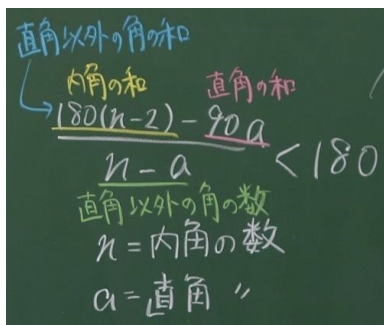 直角以外の角の和
内角の和 直角の和
180(n-2) - 90a
n - a
< 180
直角以外の角の数
n = 内角の数
a = 直角 〃